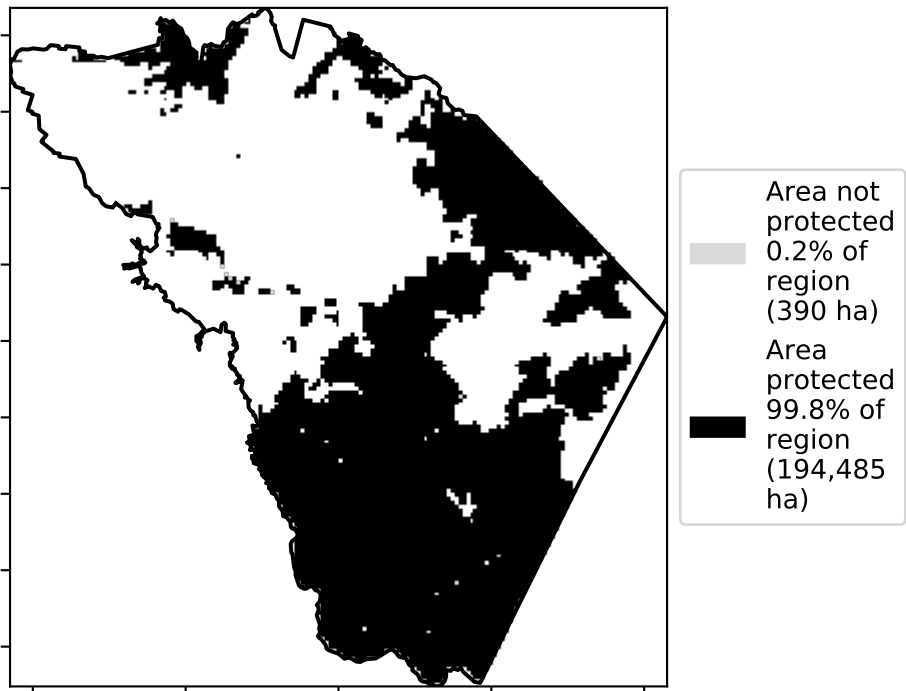 Area not
protected
0.2% of
region
(390 ha)
Area
protected
99.8% of
region
(194,485
ha)